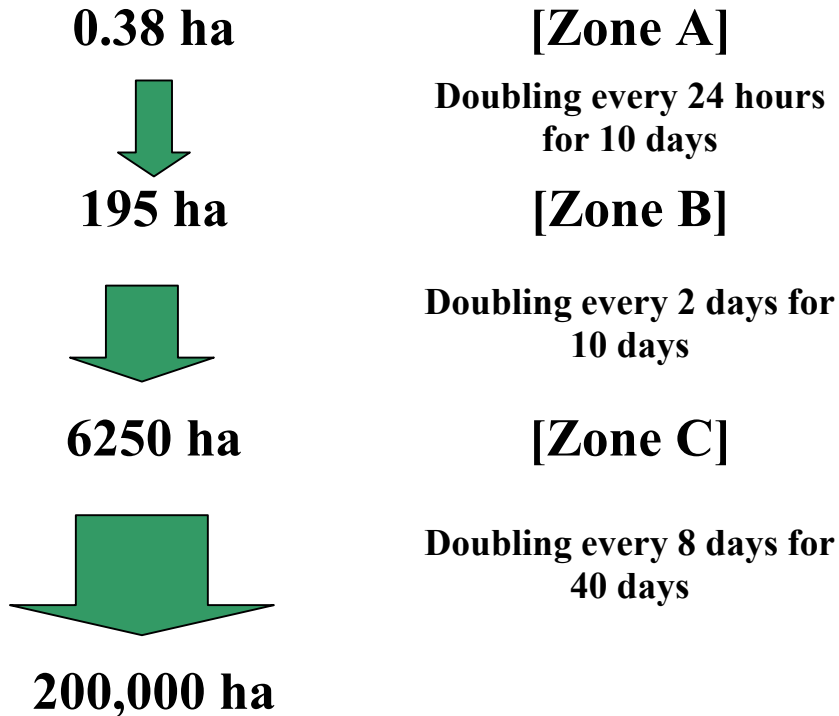 0.38 ha
[Zone A]
Doubling every 24 hours
for 10 days
195 ha
[Zone B]
Doubling every 2 days for
10 days
6250 ha
[Zone C]
Doubling every 8 days for
40 days
200,000 ha